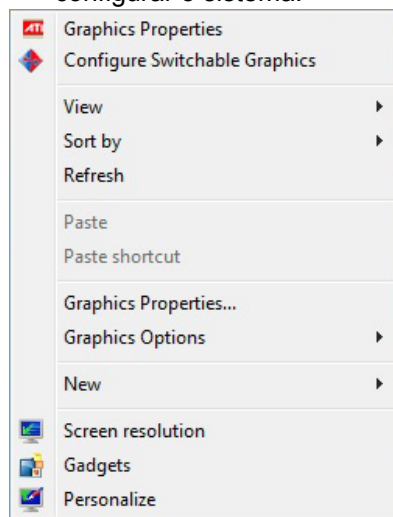 configurar o sistema.
ATI Graphics Properties
Configure Switchable Graphics
View
Sort by
Refresh
Paste
Paste shortcut
Graphics Properties...
Graphics Options
New
Screen resolution
Gadgets
Personalize